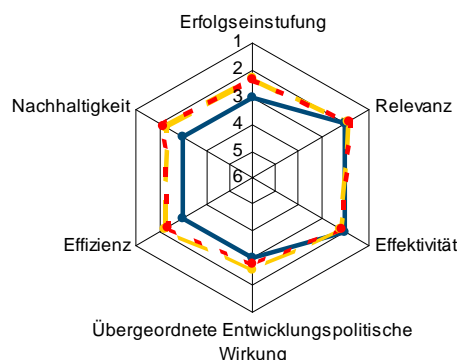 Erfolgseinstufung
1
2
3
4
5
6
Nachhaltigkeit
Relevanz
Effizienz
Effektivität
Übergeordnete Entwicklungspolitische
Wirkung